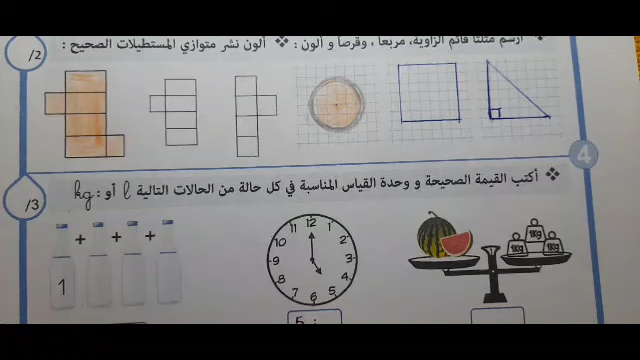 أرسم مثلثا قائم الزاوية، مربعا ، وقرصا و ألون : ❖ ألون نشر متوازي المستطيلات الصحيح :
/2
4
❖ أكتب القيمة الصحيحة و وحدة القياس المناسبة في كل حالة من الحالات التالية l أو : kg
/3
1 + + +
12 1 2 3 4 5 6 7 8 9 10 11
1Kg 1Kg 1Kg
5 :